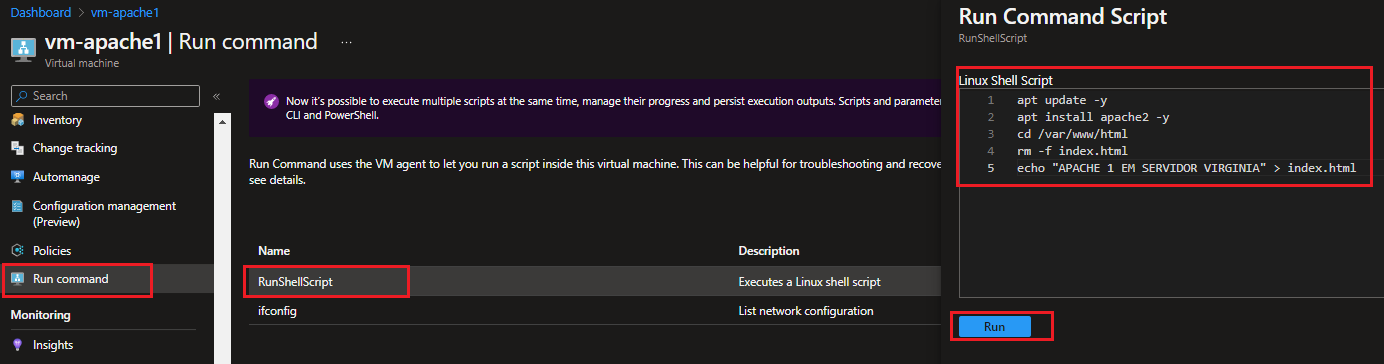 Dashboard > vm-apache1
vm-apache1 | Run command ...
Virtual machine
Search «
Inventory
Change tracking
Automanage
Configuration management
(Preview)
Policies
Run command
Monitoring
Insights
Now it's possible to execute multiple scripts at the same time, manage their progress and persist execution outputs. Scripts and parameter
CLI and PowerShell.
Run Command uses the VM agent to let you run a script inside this virtual machine. This can be helpful for troubleshooting and recove
see details.
Name Description
RunShellScript Executes a Linux shell script
ifconfig List network configuration
Run Command Script
RunShellScript
Linux Shell Script
1 apt update -y
2 apt install apache2 -y
3 cd /var/www/html
4 rm -f index.html
5 echo "APACHE 1 EM SERVIDOR VIRGINIA" > index.html
Run